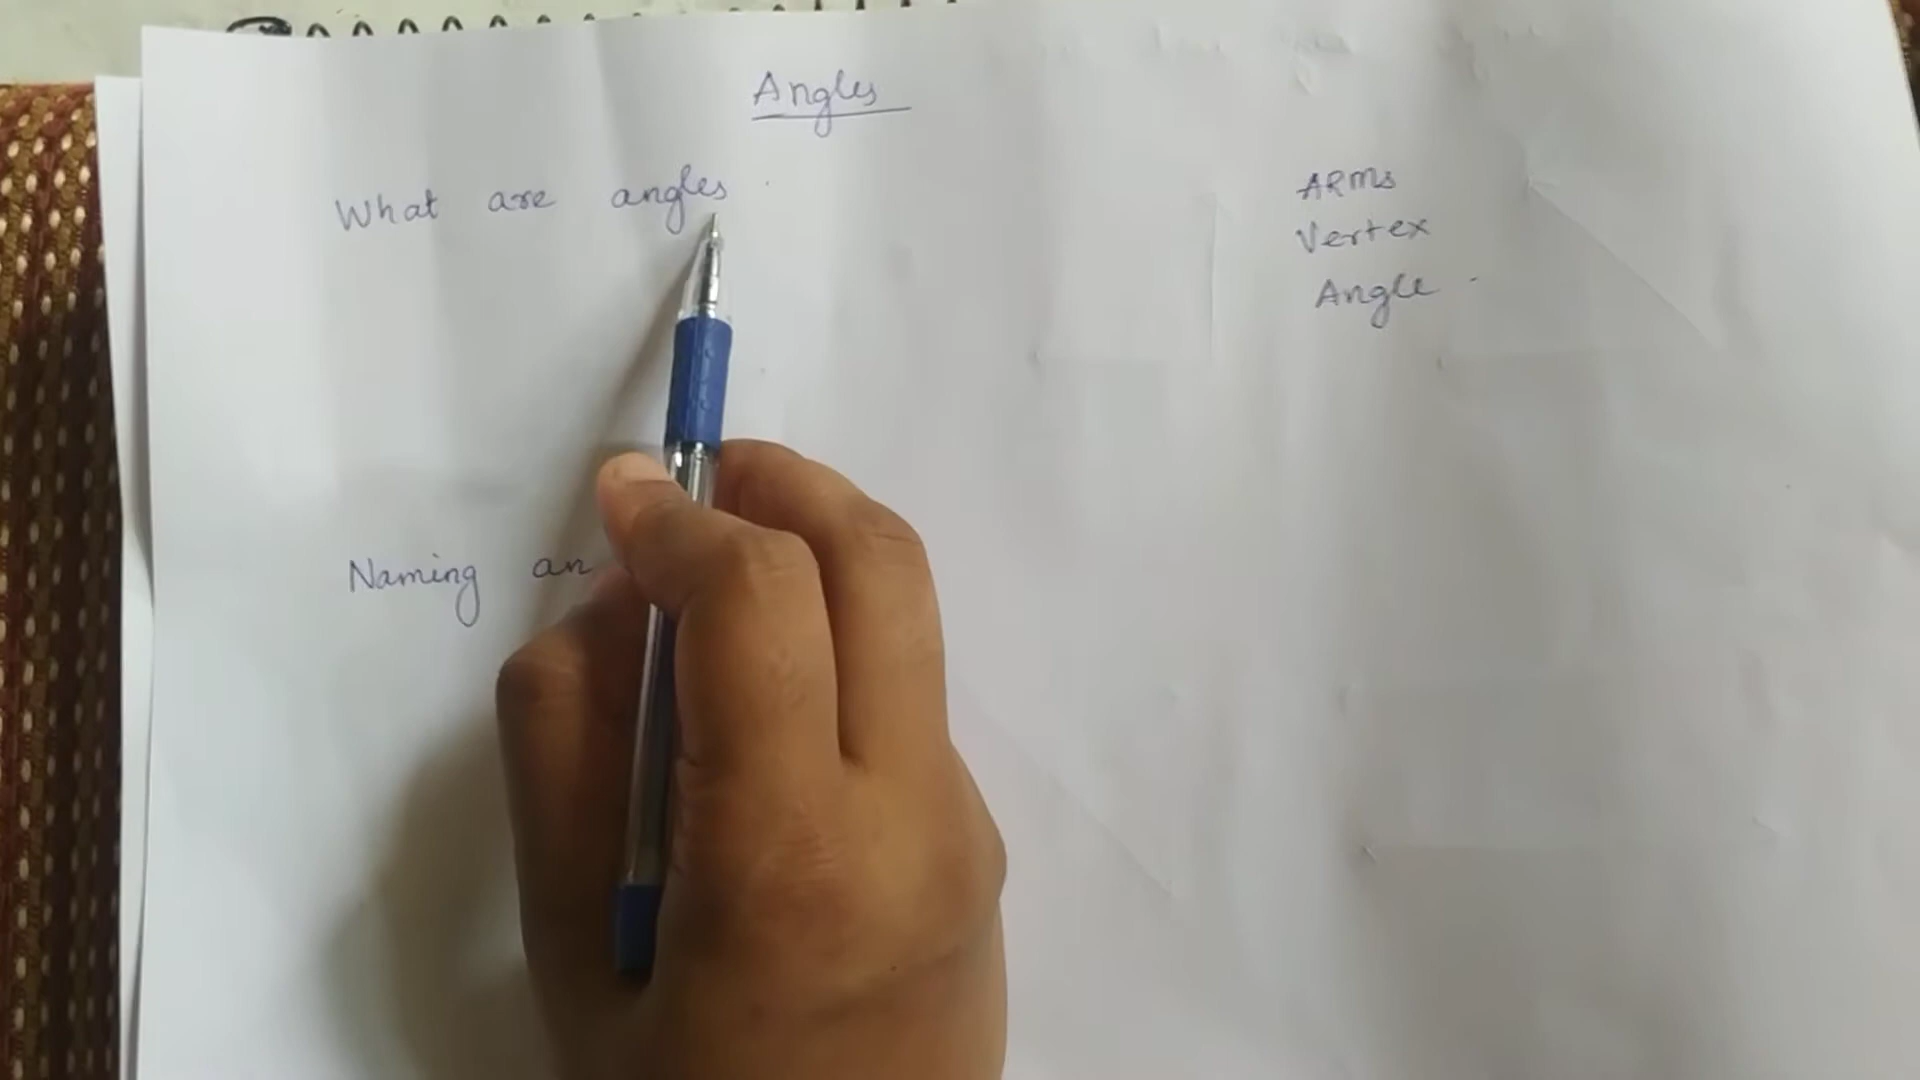 Angles
What are angles
ARMs
Vertex
Angle
Naming an